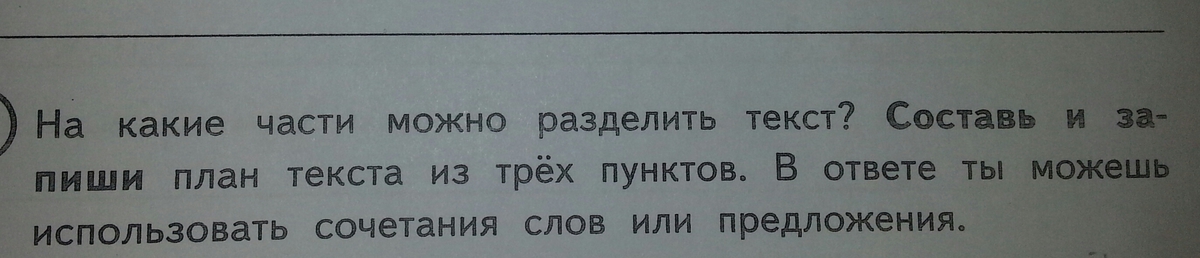 На какие части можно разделить текст? Составь и за-
пиши план текста из трёх пунктов. В ответе ты можешь
использовать сочетания слов или предложения.